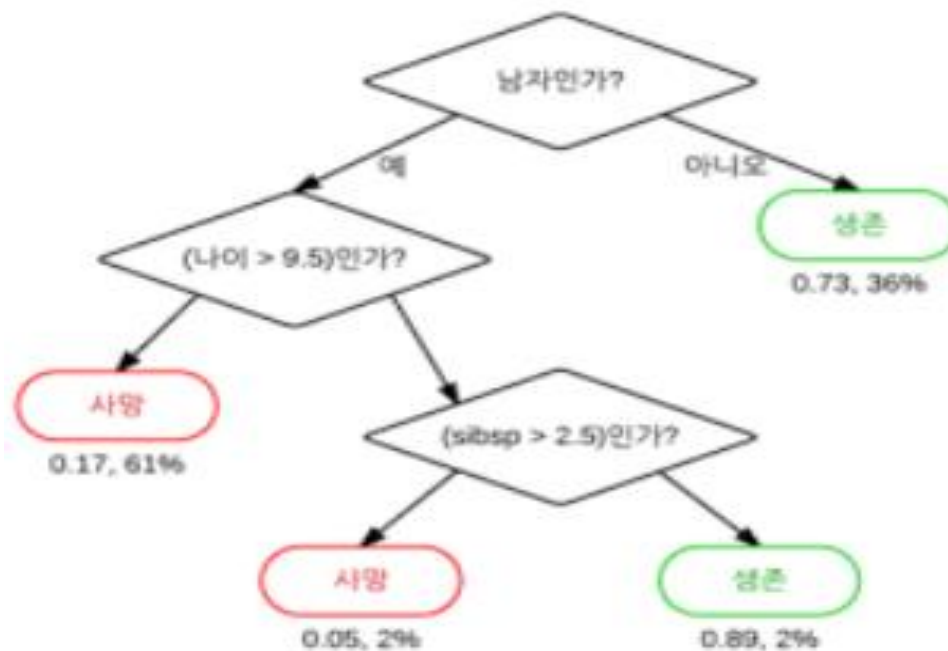 남자인가?
예
아니오
생존
0.73, 36%
(나이 > 9.5)인가?
사망
0.17, 61%
(sibsp > 2.5)인가?
사망
0.05, 2%
생존
0.89, 2%